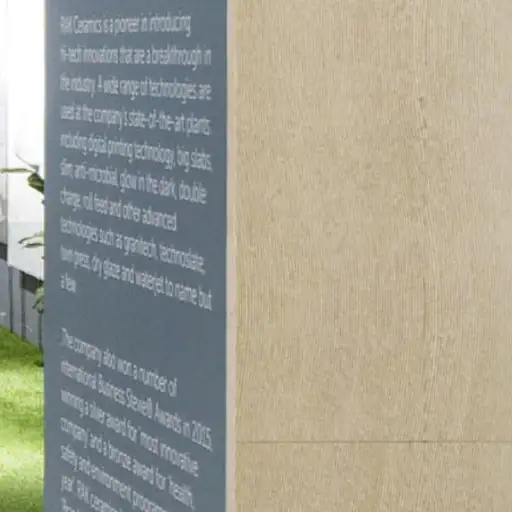 RAK Ceramics is a pioneer in introducing
hi-tech innovations that are a breakthrough in
the industry. A wide range of technologies are
used at the company's state-of-the-art plants
including digital printing technology, big slabs,
slim, anti-microbial, glow in the dark, double
charge, roll feed and other advanced
technologies such as granitech, technoslate,
twin press, dry glaze and waterjet to name but
a few.
The company also won a number of
International Business Stevie® Awards in 2015,
winning a silver award for 'most innovative
company' and a bronze award for 'health,
safety and environment programme
year'. RAK ceramics